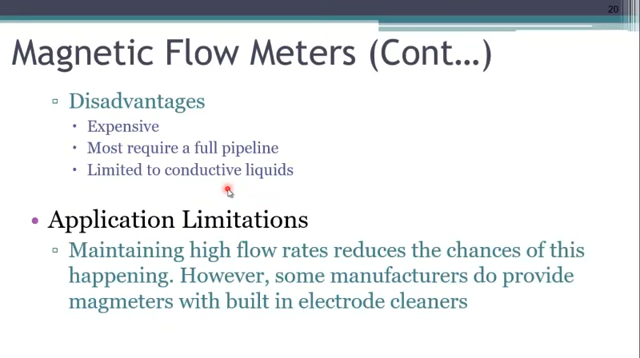 20
Magnetic Flow Meters (Cont…)
▫ Disadvantages
• Expensive
• Most require a full pipeline
• Limited to conductive liquids
• Application Limitations
▫ Maintaining high flow rates reduces the chances of this
happening. However, some manufacturers do provide
magmeters with built in electrode cleaners